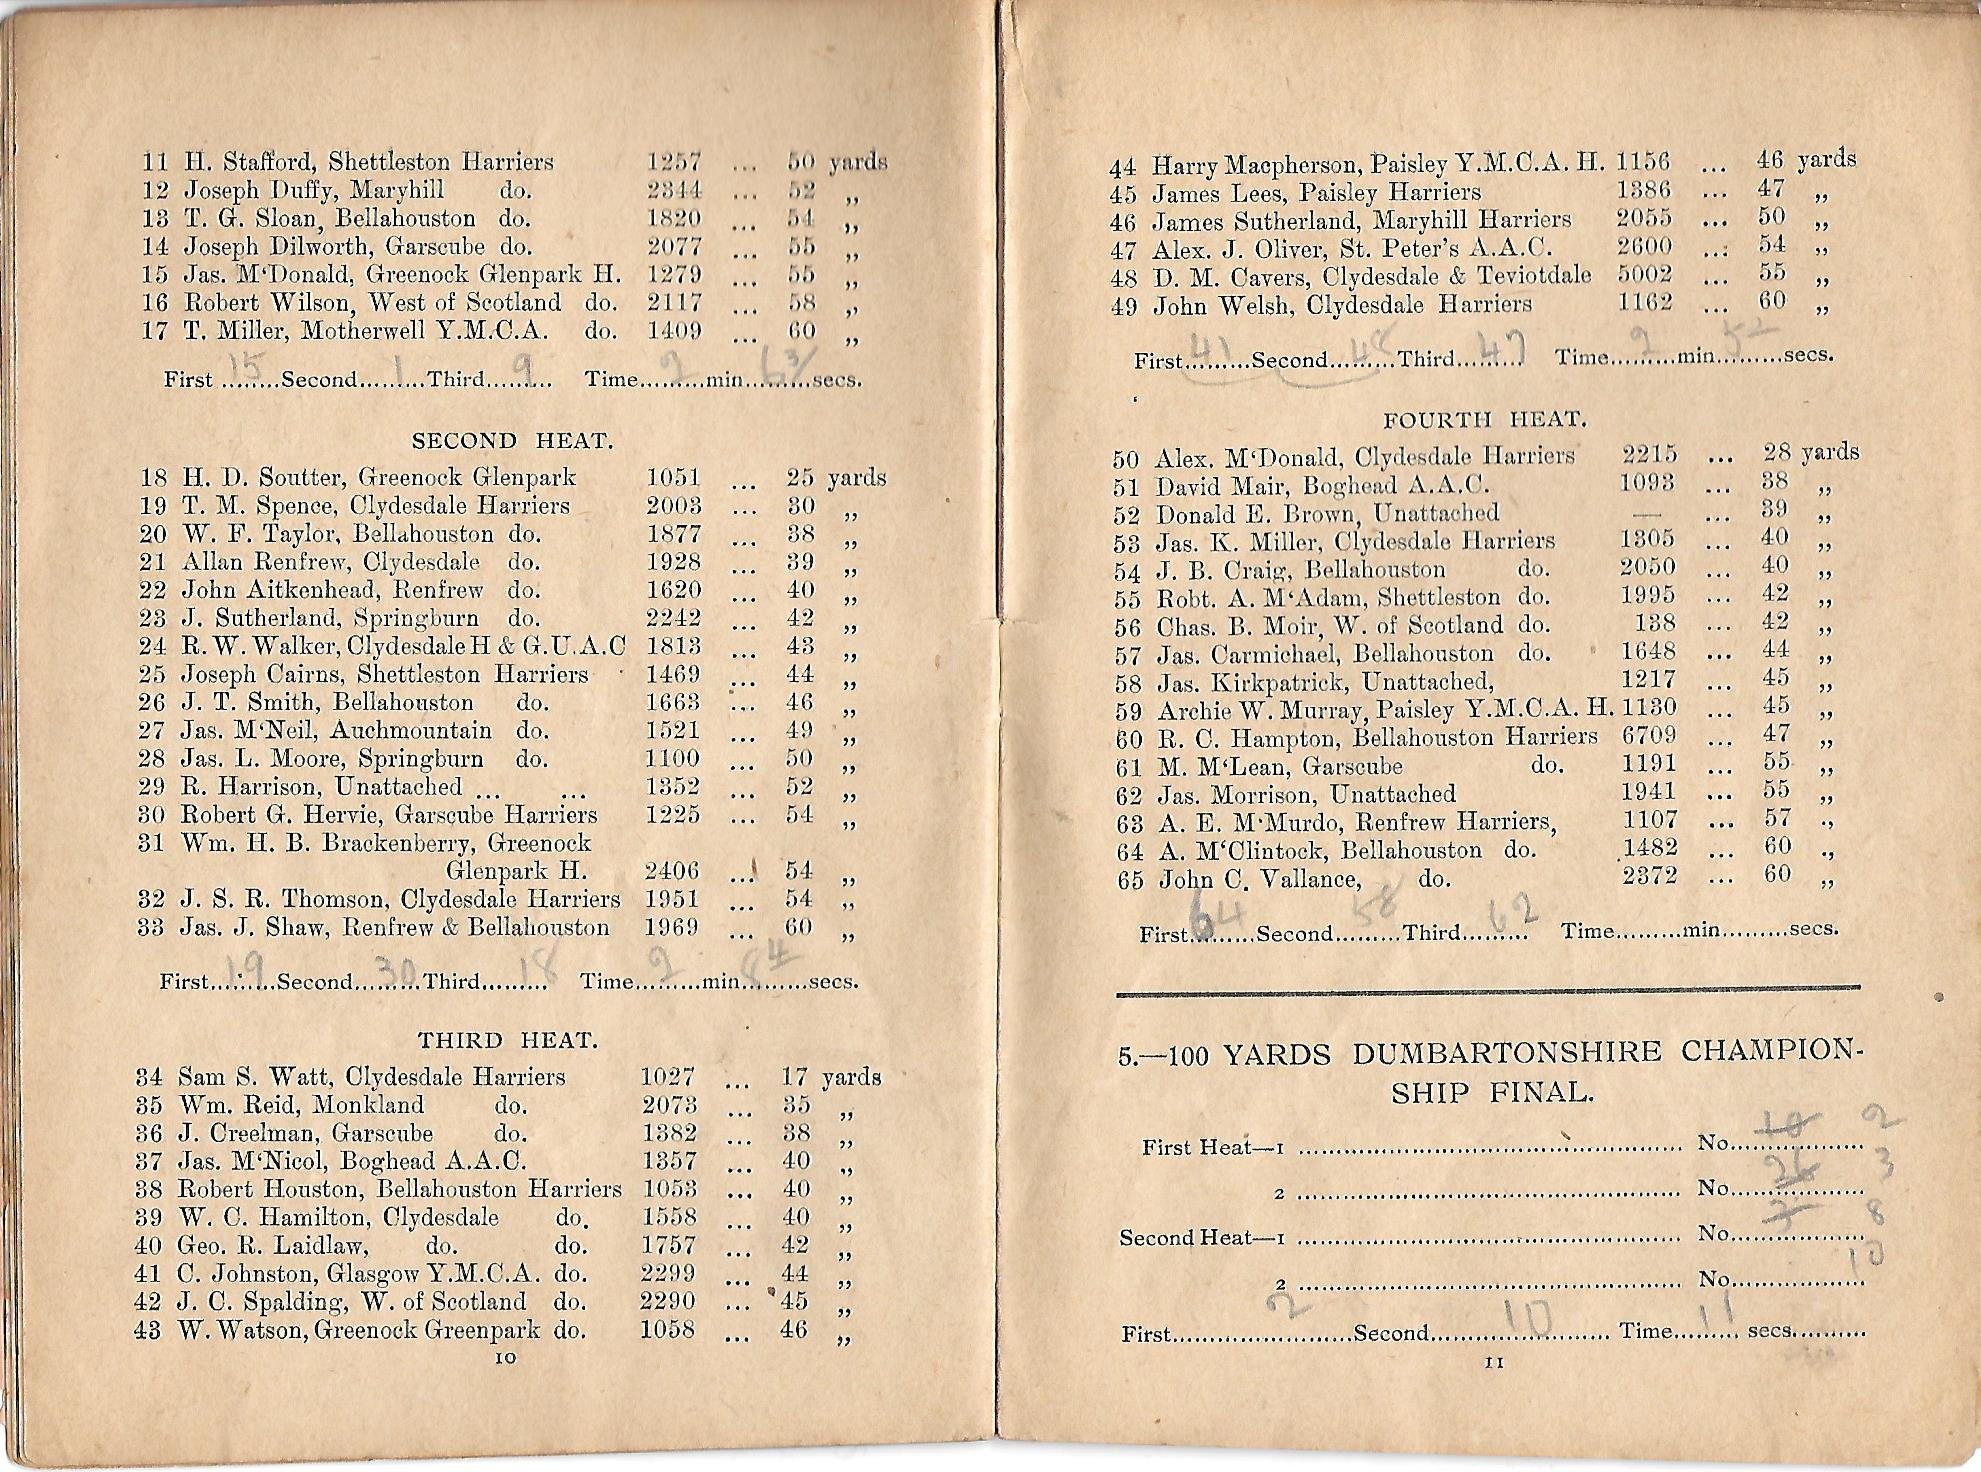 11 H. Stafford, Shettleston Harriers 1257 ... 50 yards
12 Joseph Duffy, Maryhill do. 2344 ... 52 „
13 T. G. Sloan, Bellahouston do. 1820 ... 54 „
14 Joseph Dilworth, Garscube do. 2077 ... 55 „
15 Jas. M‘Donald, Greenock Glenpark H. 1279 ... 55 „
16 Robert Wilson, West of Scotland do. 2117 ... 58 „
17 T. Miller, Motherwell Y.M.C.A. do. 1409 ... 60 „
First ...15...Second...1...Third...9... Time...2...min...6 3/...secs.
SECOND HEAT.
18 H. D. Soutter, Greenock Glenpark 1051 ... 25 yards
19 T. M. Spence, Clydesdale Harriers 2003 ... 30 „
20 W. F. Taylor, Bellahouston do. 1877 ... 38 „
21 Allan Renfrew, Clydesdale do. 1928 ... 39 „
22 John Aitkenhead, Renfrew do. 1620 ... 40 „
23 J. Sutherland, Springburn do. 2242 ... 42 „
24 R. W. Walker, Clydesdale H & G.U.A.C 1813 ... 43 „
25 Joseph Cairns, Shettleston Harriers 1469 ... 44 „
26 J. T. Smith, Bellahouston do. 1663 ... 46 „
27 Jas. M‘Neil, Auchmountain do. 1521 ... 49 „
28 Jas. L. Moore, Springburn do. 1100 ... 50 „
29 R. Harrison, Unattached ... ... 1352 ... 52 „
30 Robert G. Hervie, Garscube Harriers 1225 ... 54 „
31 Wm. H. B. Brackenberry, Greenock
Glenpark H. 2406 ... 54 „
32 J. S. R. Thomson, Clydesdale Harriers 1951 ... 54 „
33 Jas. J. Shaw, Renfrew & Bellahouston 1969 ... 60 „
First...19...Second...30...Third...18... Time...2...min...8 4...secs.
THIRD HEAT.
34 Sam S. Watt, Clydesdale Harriers 1027 ... 17 yards
35 Wm. Reid, Monkland do. 2073 ... 35 „
36 J. Creelman, Garscube do. 1382 ... 38 „
37 Jas. M‘Nicol, Boghead A.A.C. 1357 ... 40 „
38 Robert Houston, Bellahouston Harriers 1053 ... 40 „
39 W. C. Hamilton, Clydesdale do. 1558 ... 40 „
40 Geo. R. Laidlaw, do. do. 1757 ... 42 „
41 C. Johnston, Glasgow Y.M.C.A. do. 2299 ... 44 „
42 J. C. Spalding, W. of Scotland do. 2290 ... 45 „
43 W. Watson, Greenock Greenpark do. 1058 ... 46 „
10
44 Harry Macpherson, Paisley Y.M.C.A. H. 1156 ... 46 yards
45 James Lees, Paisley Harriers 1386 ... 47 „
46 James Sutherland, Maryhill Harriers 2055 ... 50 „
47 Alex. J. Oliver, St. Peter's A.A.C. 2600 ... 54 „
48 D. M. Cavers, Clydesdale & Teviotdale 5002 ... 55 „
49 John Welsh, Clydesdale Harriers 1162 ... 60 „
First...41...Second...48...Third...47... Time...2...min.........secs.
FOURTH HEAT.
50 Alex. M‘Donald, Clydesdale Harriers 2215 ... 28 yards
51 David Mair, Boghead A.A.C. 1093 ... 38 „
52 Donald E. Brown, Unattached — ... 39 „
53 Jas. K. Miller, Clydesdale Harriers 1305 ... 40 „
54 J. B. Craig, Bellahouston do. 2050 ... 40 „
55 Robt. A. M‘Adam, Shettleston do. 1995 ... 42 „
56 Chas. B. Moir, W. of Scotland do. 138 ... 42 „
57 Jas. Carmichael, Bellahouston do. 1648 ... 44 „
58 Jas. Kirkpatrick, Unattached, 1217 ... 45 „
59 Archie W. Murray, Paisley Y.M.C.A. H. 1130 ... 45 „
60 R. C. Hampton, Bellahouston Harriers 6709 ... 47 „
61 M. M‘Lean, Garscube do. 1191 ... 55 „
62 Jas. Morrison, Unattached 1941 ... 55 „
63 A. E. M‘Murdo, Renfrew Harriers, 1107 ... 57 „
64 A. M‘Clintock, Bellahouston do. 1482 ... 60 „
65 John C. Vallance, do. 2372 ... 60 „
First...64...Second...58...Third...62... Time.........min.........secs.
5.—100 YARDS DUMBARTONSHIRE CHAMPION-
SHIP FINAL.
First Heat—1 .......... No. 10 2
2 .......... No. 26 3
Second Heat—1 .......... No. 3 8
2 .......... No. 10
First...2...Second...10... Time...11... secs..........
11